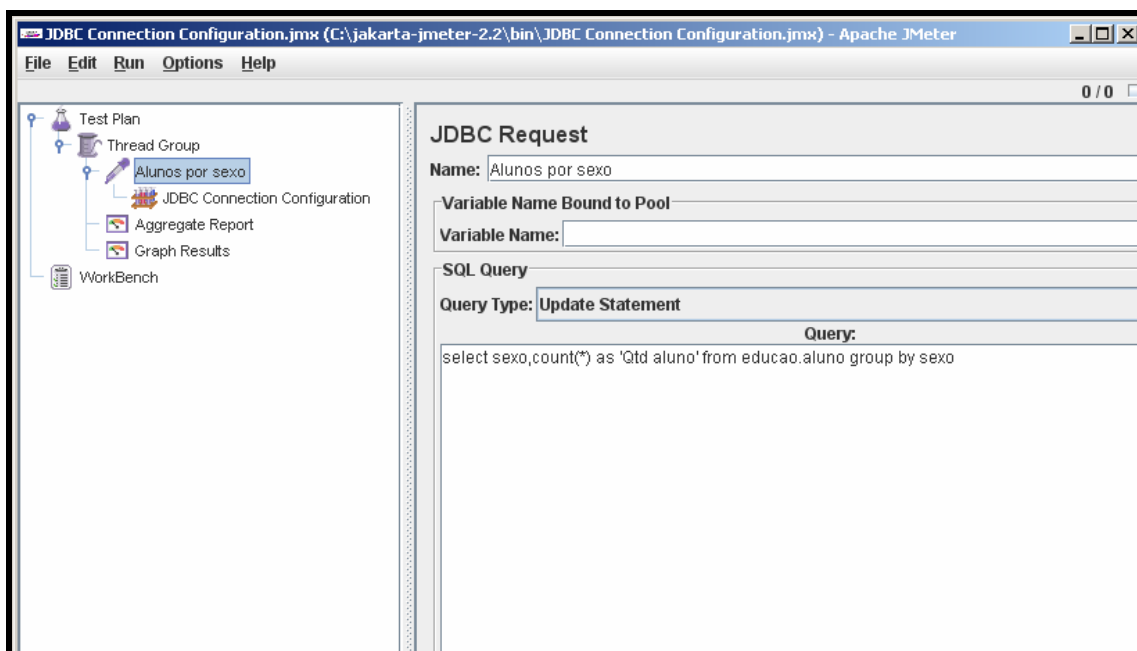 JDBC Connection Configuration.jmx (C:\jakarta-jmeter-2.2\bin\JDBC Connection Configuration.jmx) - Apache JMeter
File Edit Run Options Help
0 / 0
Test Plan
Thread Group
Alunos por sexo
JDBC Connection Configuration
Aggregate Report
Graph Results
WorkBench
JDBC Request
Name: Alunos por sexo
Variable Name Bound to Pool
Variable Name:
SQL Query
Query Type: Update Statement
Query:
select sexo,count(*) as 'Qtd aluno' from educao.aluno group by sexo